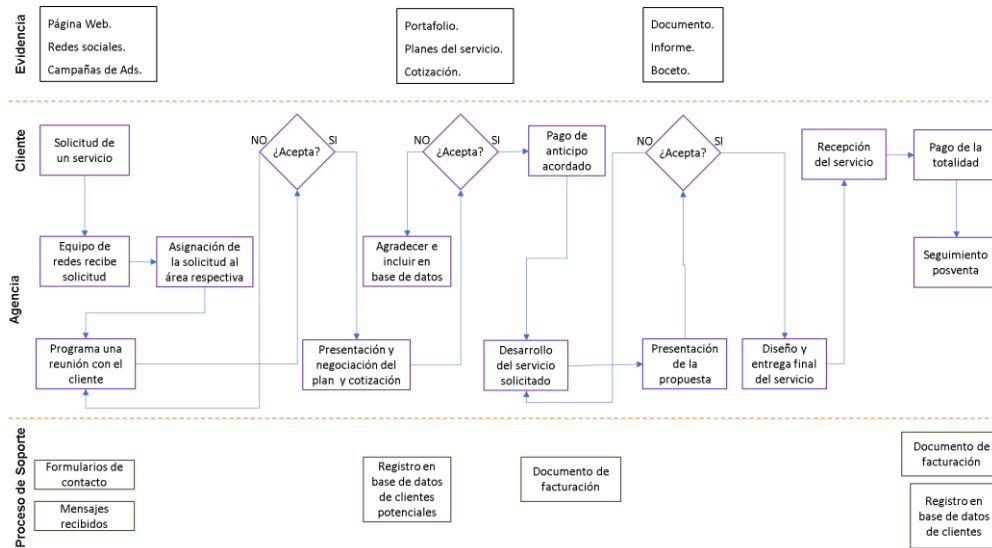 Evidencia
Página Web.
Redes sociales.
Campañas de Ads.
Portafolio.
Planes del servicio.
Cotización.
Documento.
Informe.
Boceto.
Cliente
Solicitud de
un servicio
NO
SI
¿Acepta?
NO
SI
¿Acepta?
Pago de
anticipo
acordado
NO
SI
¿Acepta?
Recepción
del servicio
Pago de la
totalidad
Agencia
Equipo de
redes recibe
solicitud
Asignación de
la solicitud al
área respectiva
Agradecer e
incluir en
base de datos
Seguimiento
posventa
Programa una
reunión con el
cliente
Presentación y
negociación del
plan y cotización
Desarrollo
del servicio
solicitado
Presentación
de la
propuesta
Diseño y
entrega final
del servicio
Proceso de Soporte
Formularios de
contacto
Mensajes
recibidos
Registro en
base de datos
de clientes
potenciales
Documento de
facturación
Documento de
facturación
Registro en
base de datos
de clientes